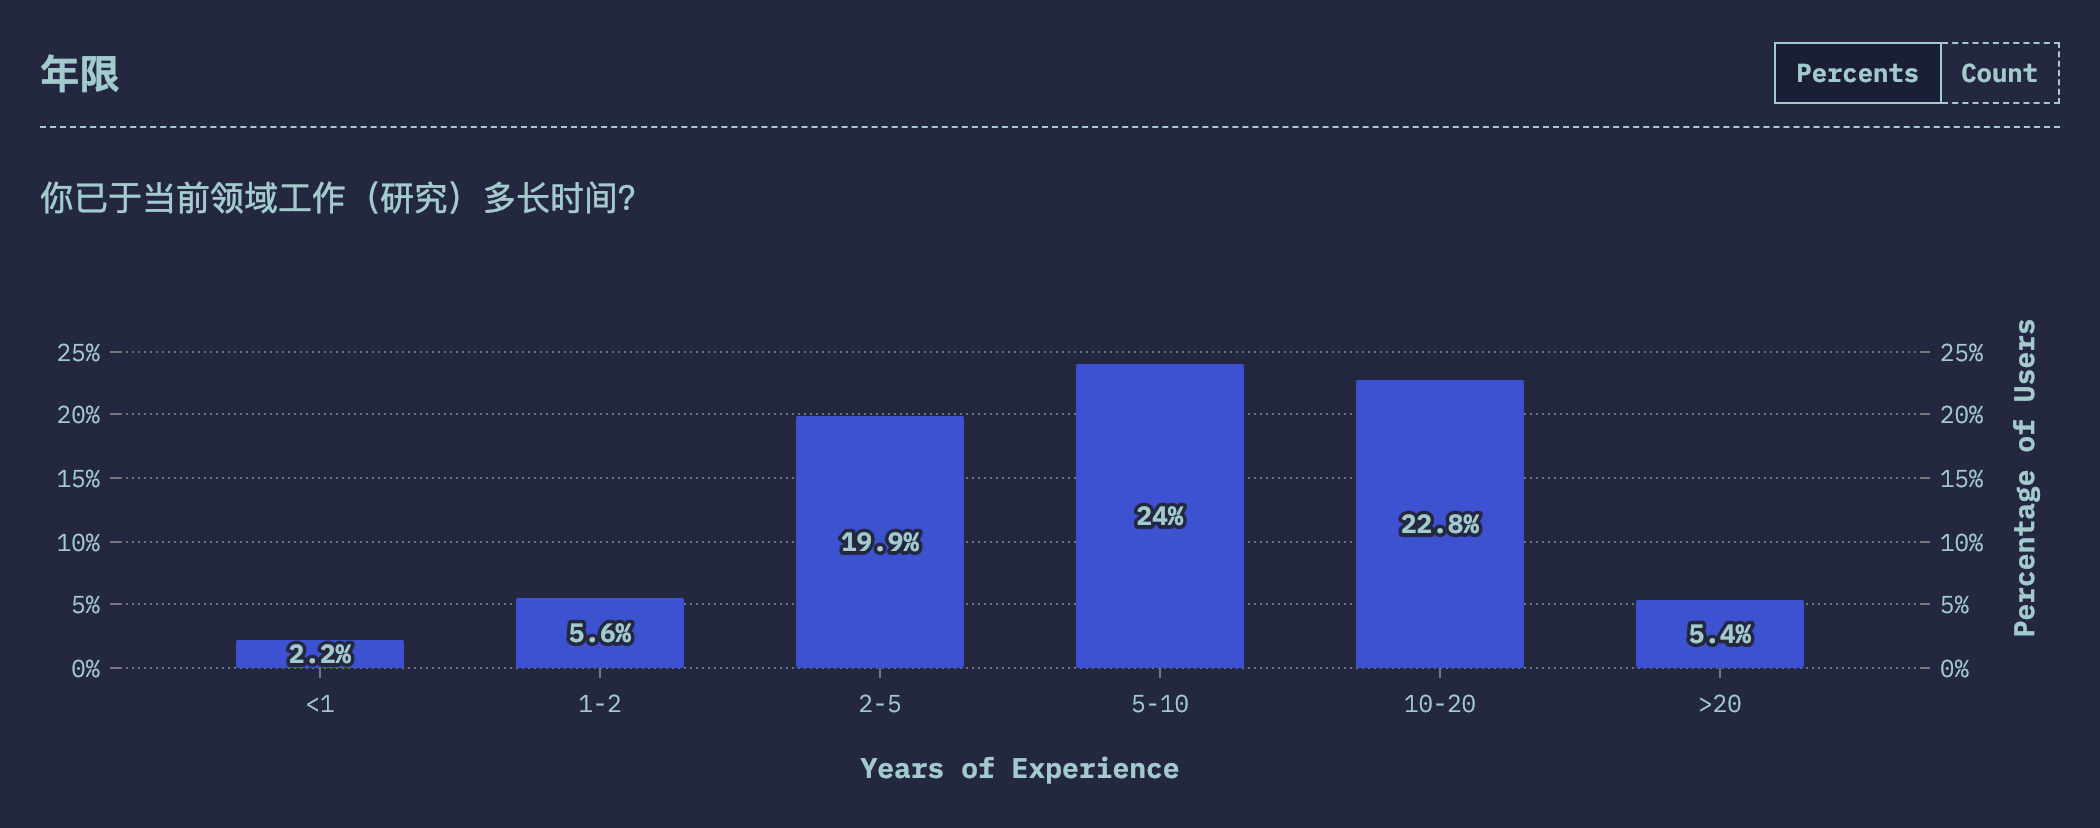 年限
Percents Count
你已于当前领域工作（研究）多长时间?
25% 25%
20% 20%
15% 15%
10% 10%
5% 5%
0% 0%
2.2% 5.6% 19.9% 24% 22.8% 5.4%
<1 1-2 2-5 5-10 10-20 >20
Years of Experience
Percentage of Users